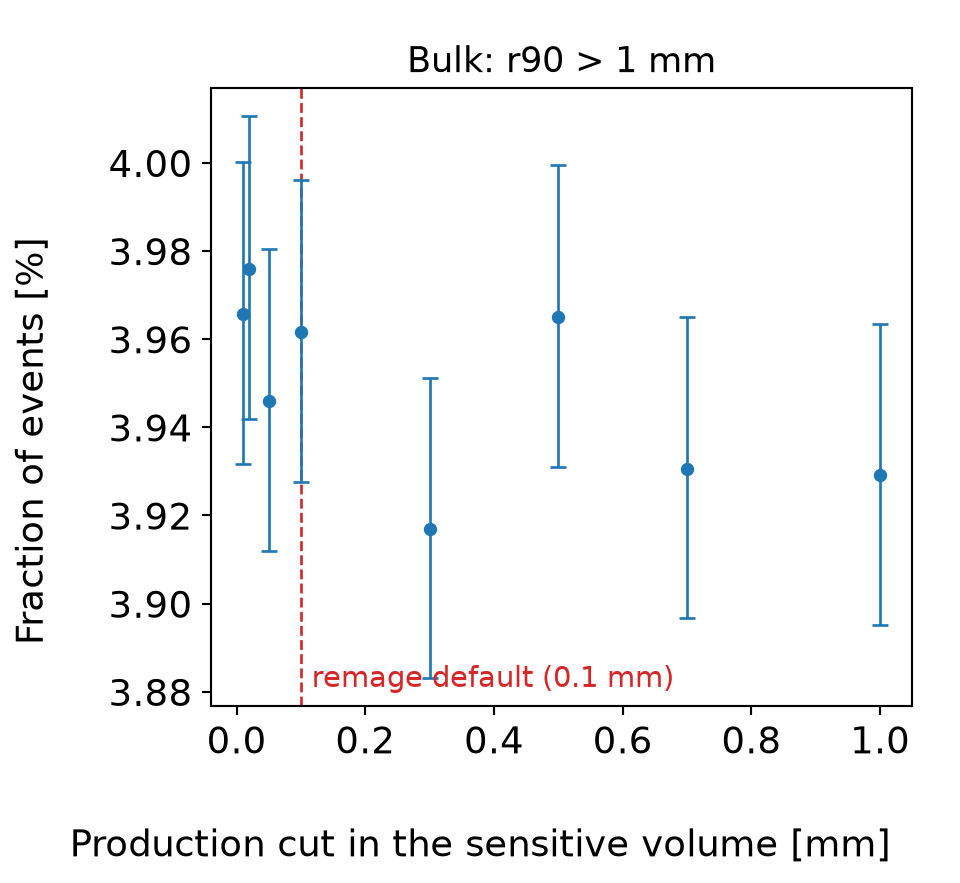 Bulk: r90 > 1 mm
Fraction of events [%]
4.00
3.98
3.96
3.94
3.92
3.90
3.88
remage default (0.1 mm)
0.0 0.2 0.4 0.6 0.8 1.0
Production cut in the sensitive volume [mm]